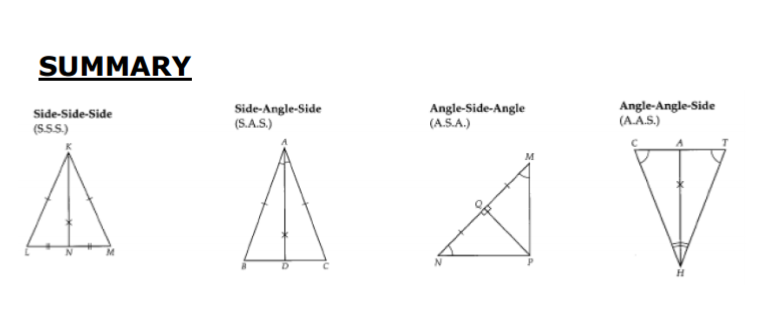 SUMMARY
Side-Side-Side
(S.S.S.)
K
L N M
Side-Angle-Side
(S.A.S.)
A
B D C
Angle-Side-Angle
(A.S.A.)
M
Q
N P
Angle-Angle-Side
(A.A.S.)
C A T
H